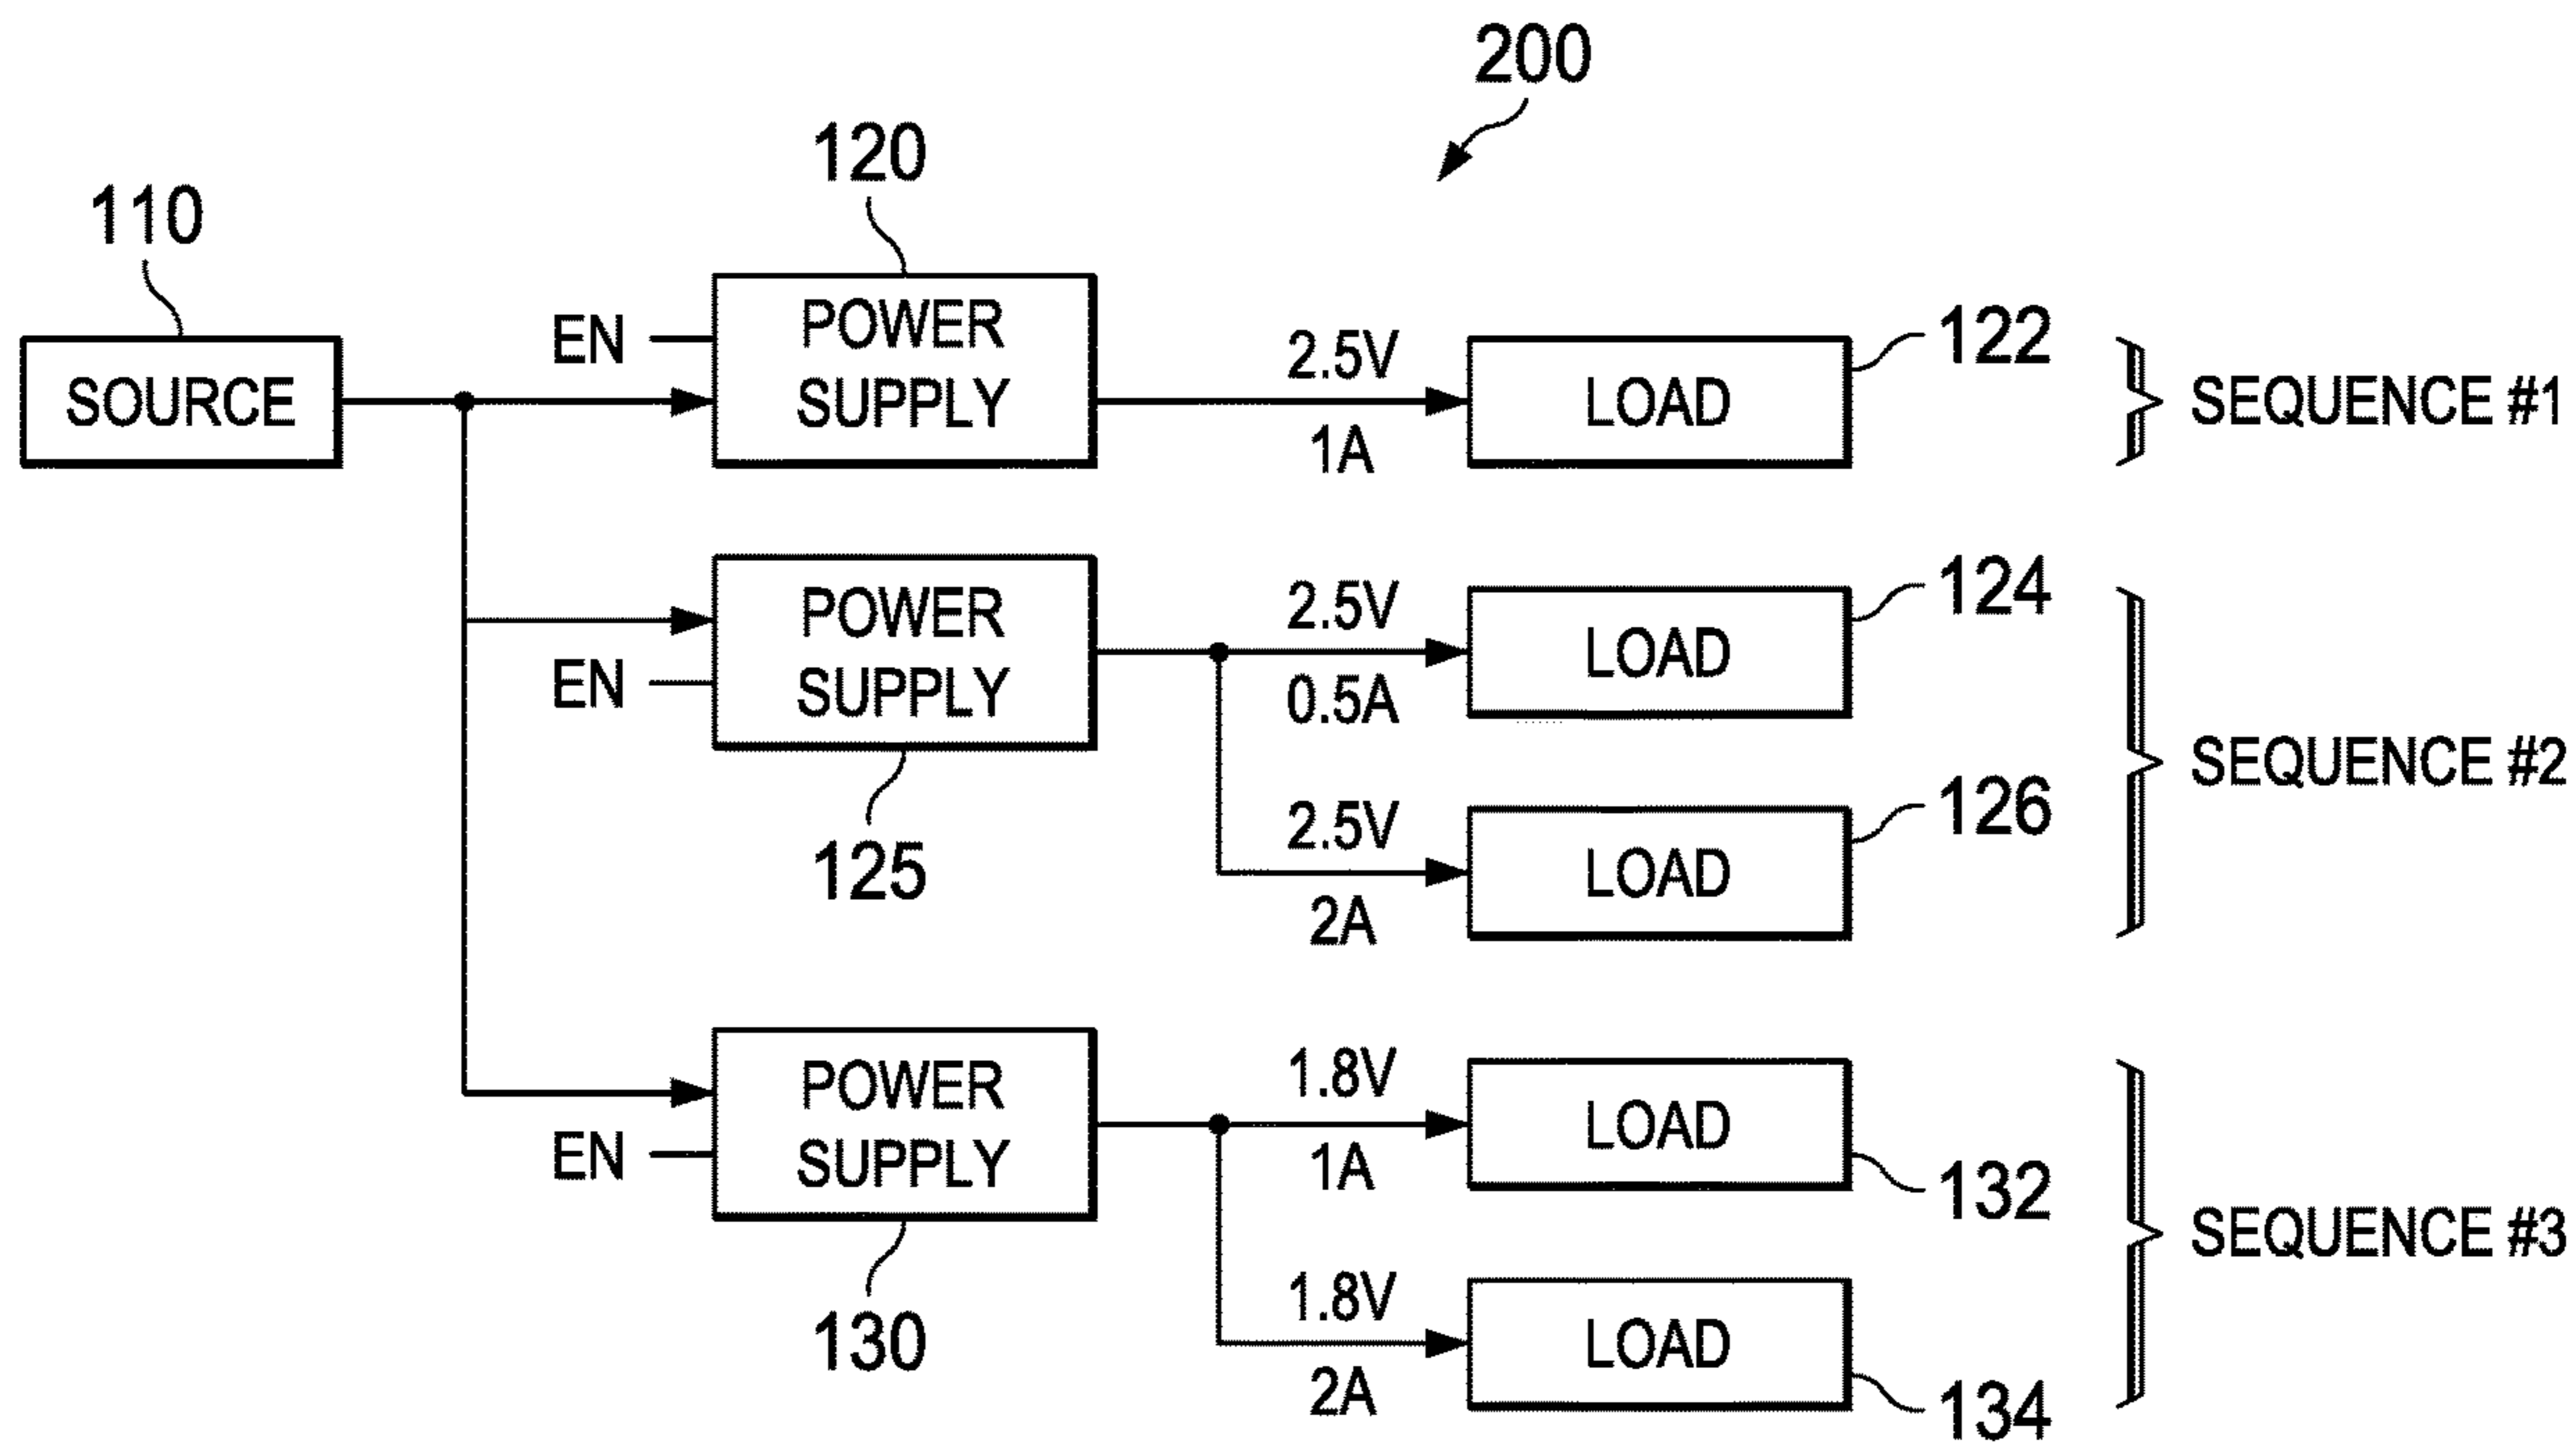 200
120
110
EN
POWER
SUPPLY
SOURCE
2.5V
1A
LOAD
122
SEQUENCE #1
POWER
SUPPLY
EN
125
2.5V
0.5A
LOAD
124
2.5V
2A
LOAD
126
SEQUENCE #2
POWER
SUPPLY
EN
130
1.8V
1A
LOAD
132
1.8V
2A
LOAD
134
SEQUENCE #3